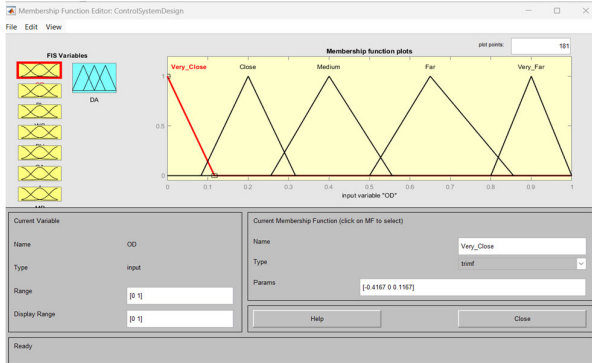 Membership Function Editor: ControlSystemDesign
File Edit View
FIS Variables
DA
Membership function plots
plot points:
181
Very_Close
Close
Medium
Far
Very_Far
1
0.5
0
0 0.1 0.2 0.3 0.4 0.5 0.6 0.7 0.8 0.9 1
input variable "OD"
Current Variable
Name OD
Type input
Range [0 1]
Display Range [0 1]
Current Membership Function (click on MF to select)
Name Very_Close
Type trimf
Params [-0.4167 0 0.1167]
Help Close
Ready